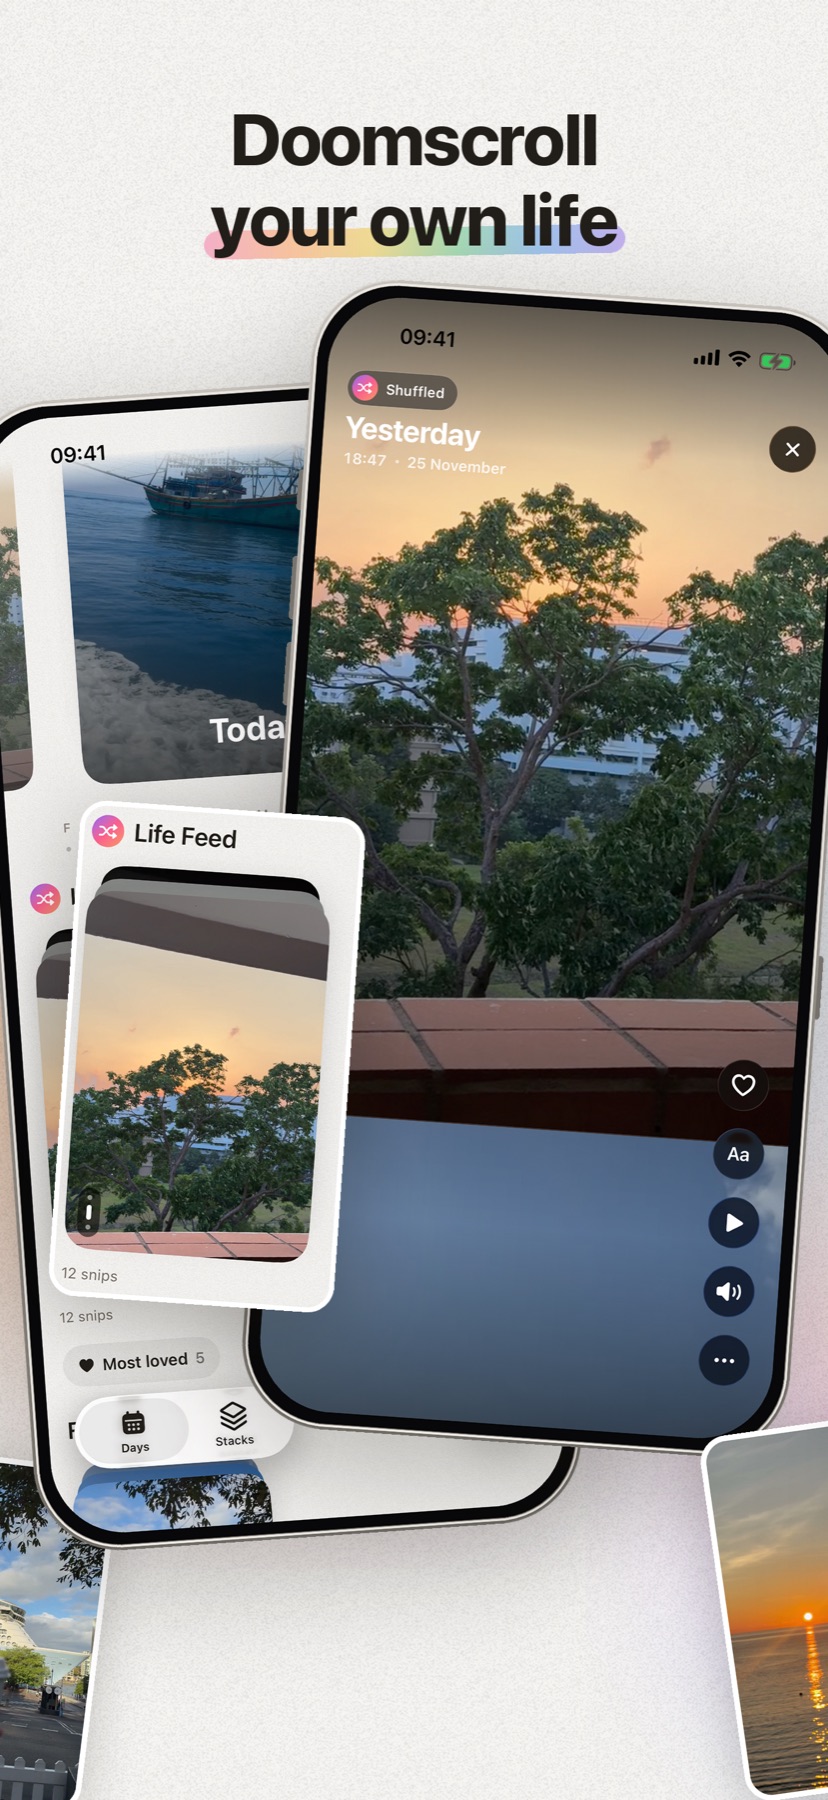 Doomscroll
your own life
09:41
Shuffled
Yesterday
18:47 • 25 November
09:41
Toda
F
Life Feed
12 snips
12 snips
Most loved 5
Aa
Days
Stacks